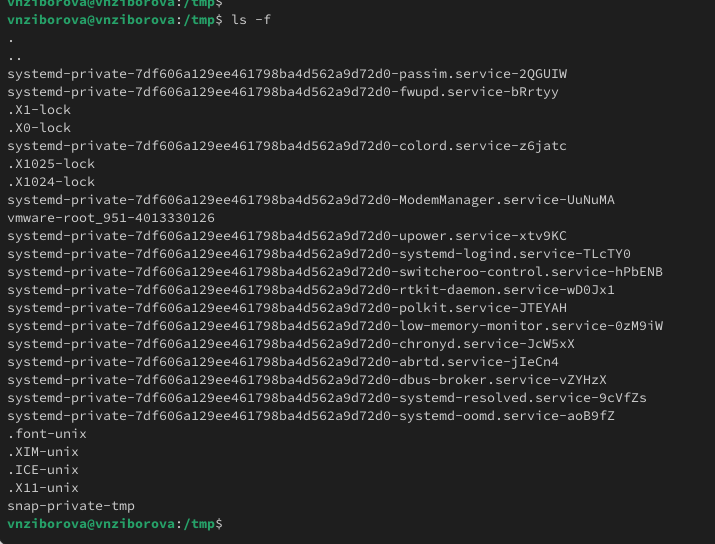 vnziborova@vnziborova:/tmp$
vnziborova@vnziborova:/tmp$ ls -f
.
..
systemd-private-7df606a129ee461798ba4d562a9d72d0-passim.service-2QGUIW
systemd-private-7df606a129ee461798ba4d562a9d72d0-fwupd.service-bRrtyy
.X1-lock
.X0-lock
systemd-private-7df606a129ee461798ba4d562a9d72d0-colord.service-z6jatc
.X1025-lock
.X1024-lock
systemd-private-7df606a129ee461798ba4d562a9d72d0-ModemManager.service-UuNuMA
vmware-root_951-4013330126
systemd-private-7df606a129ee461798ba4d562a9d72d0-upower.service-xtv9KC
systemd-private-7df606a129ee461798ba4d562a9d72d0-systemd-logind.service-TLcTY0
systemd-private-7df606a129ee461798ba4d562a9d72d0-switcheroo-control.service-hPbENB
systemd-private-7df606a129ee461798ba4d562a9d72d0-rtkit-daemon.service-wD0Jx1
systemd-private-7df606a129ee461798ba4d562a9d72d0-polkit.service-JTEYAH
systemd-private-7df606a129ee461798ba4d562a9d72d0-low-memory-monitor.service-0zM9iW
systemd-private-7df606a129ee461798ba4d562a9d72d0-chronyd.service-JcW5xX
systemd-private-7df606a129ee461798ba4d562a9d72d0-abrtd.service-jIeCn4
systemd-private-7df606a129ee461798ba4d562a9d72d0-dbus-broker.service-vZYHzX
systemd-private-7df606a129ee461798ba4d562a9d72d0-systemd-resolved.service-9cVfZs
systemd-private-7df606a129ee461798ba4d562a9d72d0-systemd-oomd.service-aoB9fZ
.font-unix
.XIM-unix
.ICE-unix
.X11-unix
snap-private-tmp
vnziborova@vnziborova:/tmp$